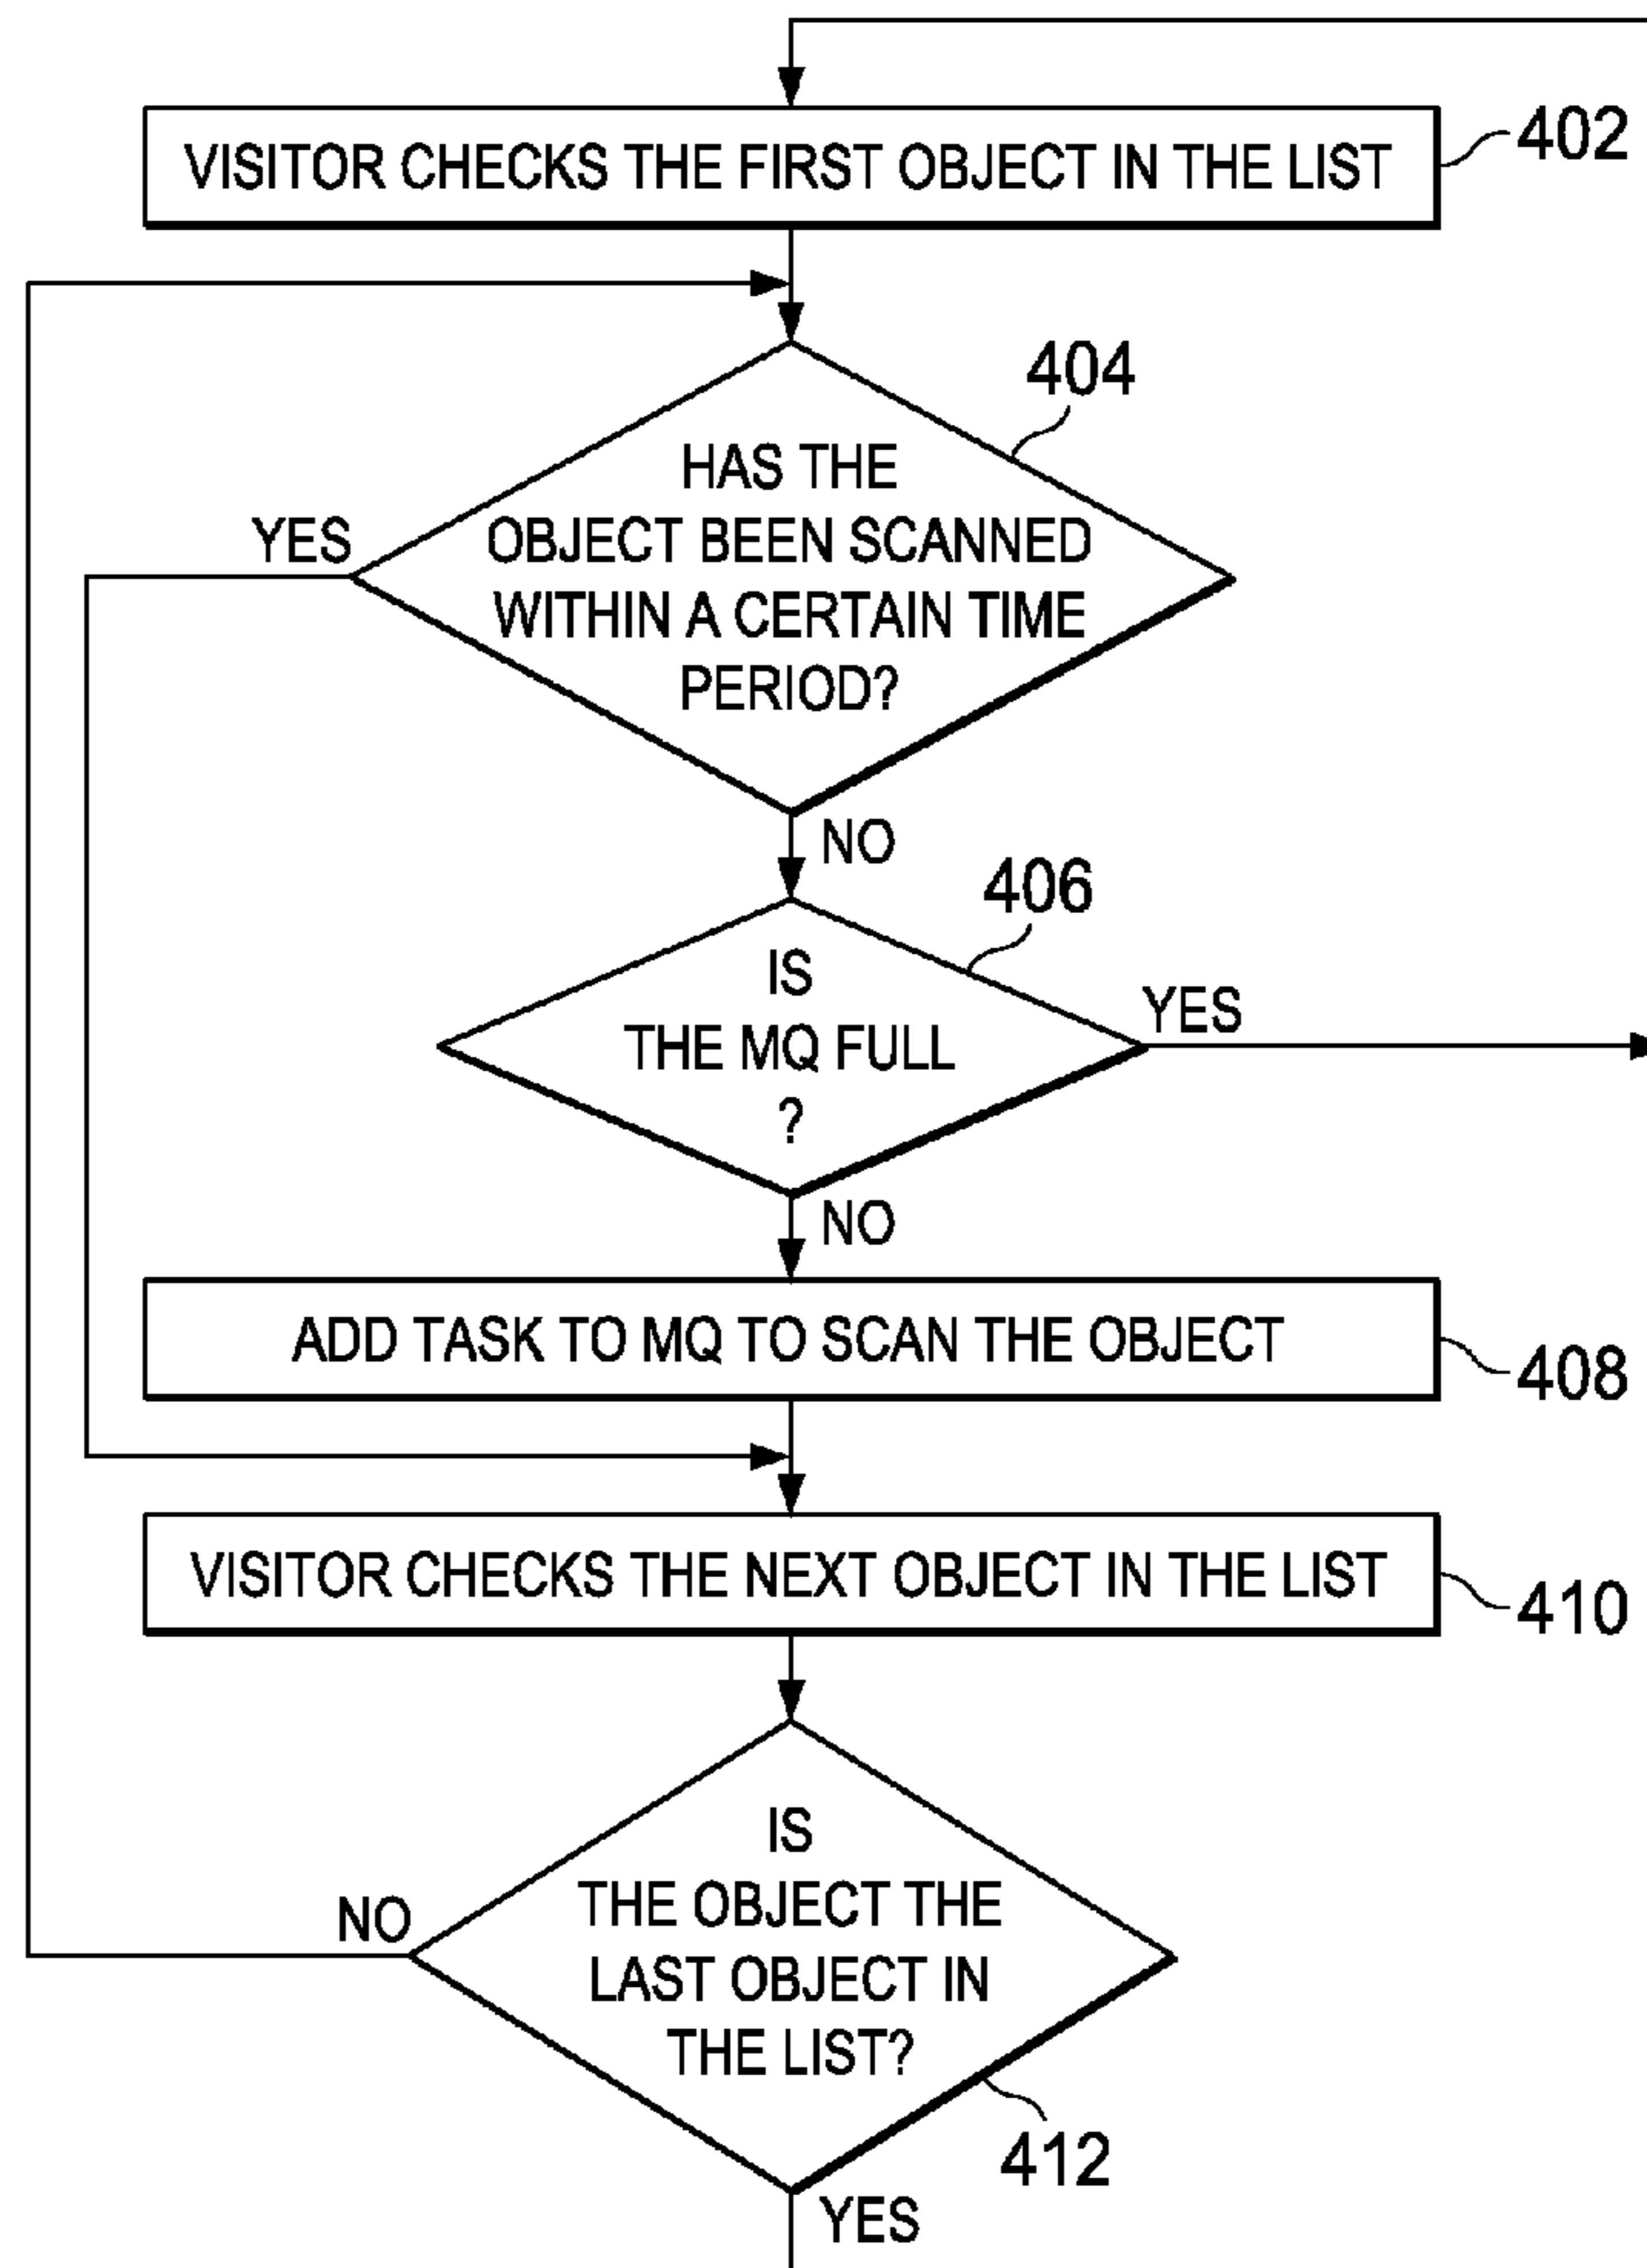 VISITOR CHECKS THE FIRST OBJECT IN THE LIST
402
404
HAS THE
OBJECT BEEN SCANNED
WITHIN A CERTAIN TIME
PERIOD?
YES
NO
406
IS
THE MQ FULL
?
YES
NO
ADD TASK TO MQ TO SCAN THE OBJECT
408
VISITOR CHECKS THE NEXT OBJECT IN THE LIST
410
IS
THE OBJECT THE
LAST OBJECT IN
THE LIST?
NO
412
YES